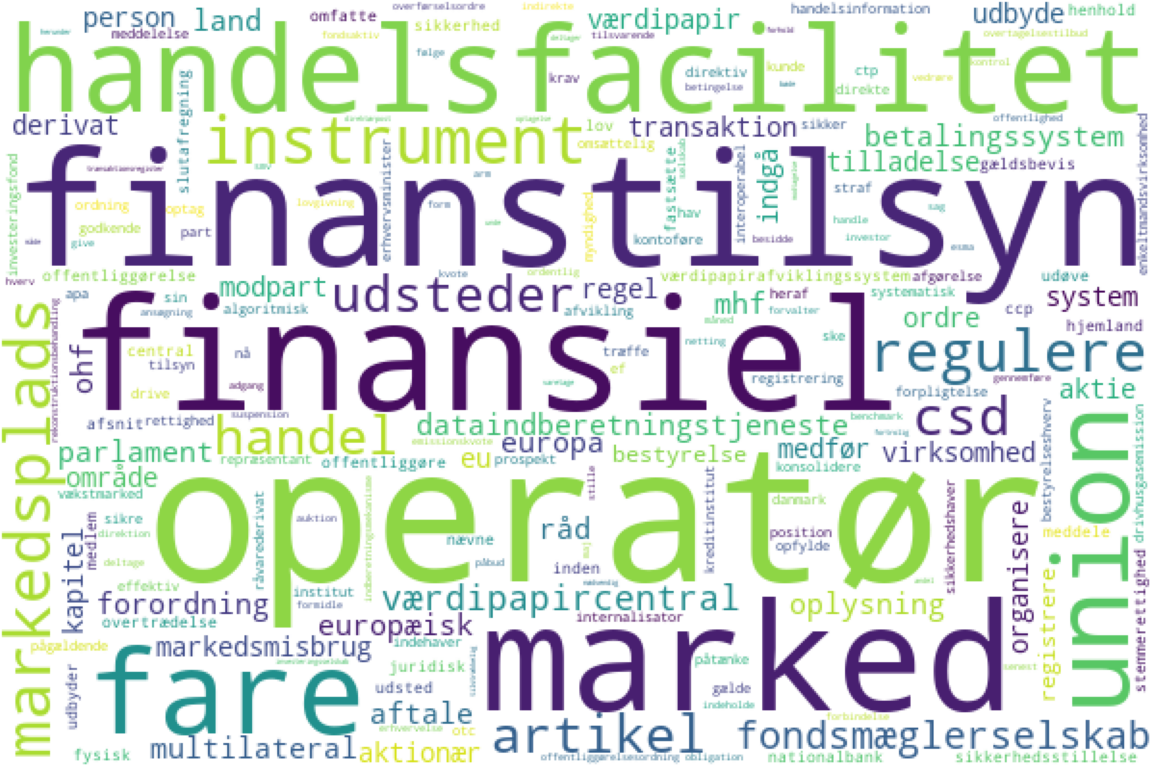 person land
omfatte
meddelelse
overførselsordre
indirekte
værdipapir
handelsinformation
udbyde henhold
fondsaktiv
sikkerhed
tilsvarende
overtagelsestilbud
handelsfacilitet
følge
krav
direktiv
betingelse
kunde
ctp
direkte
vedrøre
kontrol
derivat
slutafregning
instrument
lov
omsættelig
transaktion
sikker
offentlighed
betalingssystem
tilladelse
gældsbevis
transaktionsregister
investeringsfond
finanstilsyn
ordning
optag
godkende
give
part
lovgivning
erhvervsminister
form
arm
myndighed
fastsætte
selskab
hav
kontoføre
interoperabel
indgå
besidde
straf
handle
investor
sag
esma
enkeltmandsvirksomhed
hverv
offentliggørelse
kvote
ordentlig
værdipapirafviklingssystem
afgørelse
udøve
markedsplads
apa
sin
ansøgning
modpart
algoritmisk
udsteder
regel
afvikling
mhf
heraf
forvalter
systematisk
ordre
ccp
system
hjemland
rekonstruktionsbehandling
ohf
finansiel
central
tilsyn
nå
drive
adgang
træffe
ef
måned
netting
ske
registrering
forpligtelse
regulere
gennemføre
aktie
afsnit
rettighed
suspension
handel
dataindberetningstjeneste
benchmark
csd
union
parlament
område
repræsentant
offentliggøre
emissionskvote
eu
europa
prospekt
bestyrelse
medfør
konsolidere
virksomhed
vækstmarked
operatør
sikre
direktion
medlem
kapitel
deltage
effektiv
råvarederivat
auktion
indberetningsmekanisme
nævne
påbud
stille
råd
inden
kreditinstitut
danmark
position
opfylde
sikkerhedshaver
organisere
bestyrelseshverv
meddele
drivhusgasemission
forordning
overtrædelse
institut
formidle
værdipapircentral
oplysning
registrere
stemmerettighed
pågældende
markedsmisbrug
europæisk
indehaver
internalisator
marked
udbyder
fare
juridisk
udsted
aftale
erhvervelse
otc
påtænke
gælde
indeholde
senest
forbindelse
fysisk
multilateral
aktionær
artikel
fondsmæglerselskab
offentliggørelsesordning
obligation
nationalbank
sikkerhedsstillelse